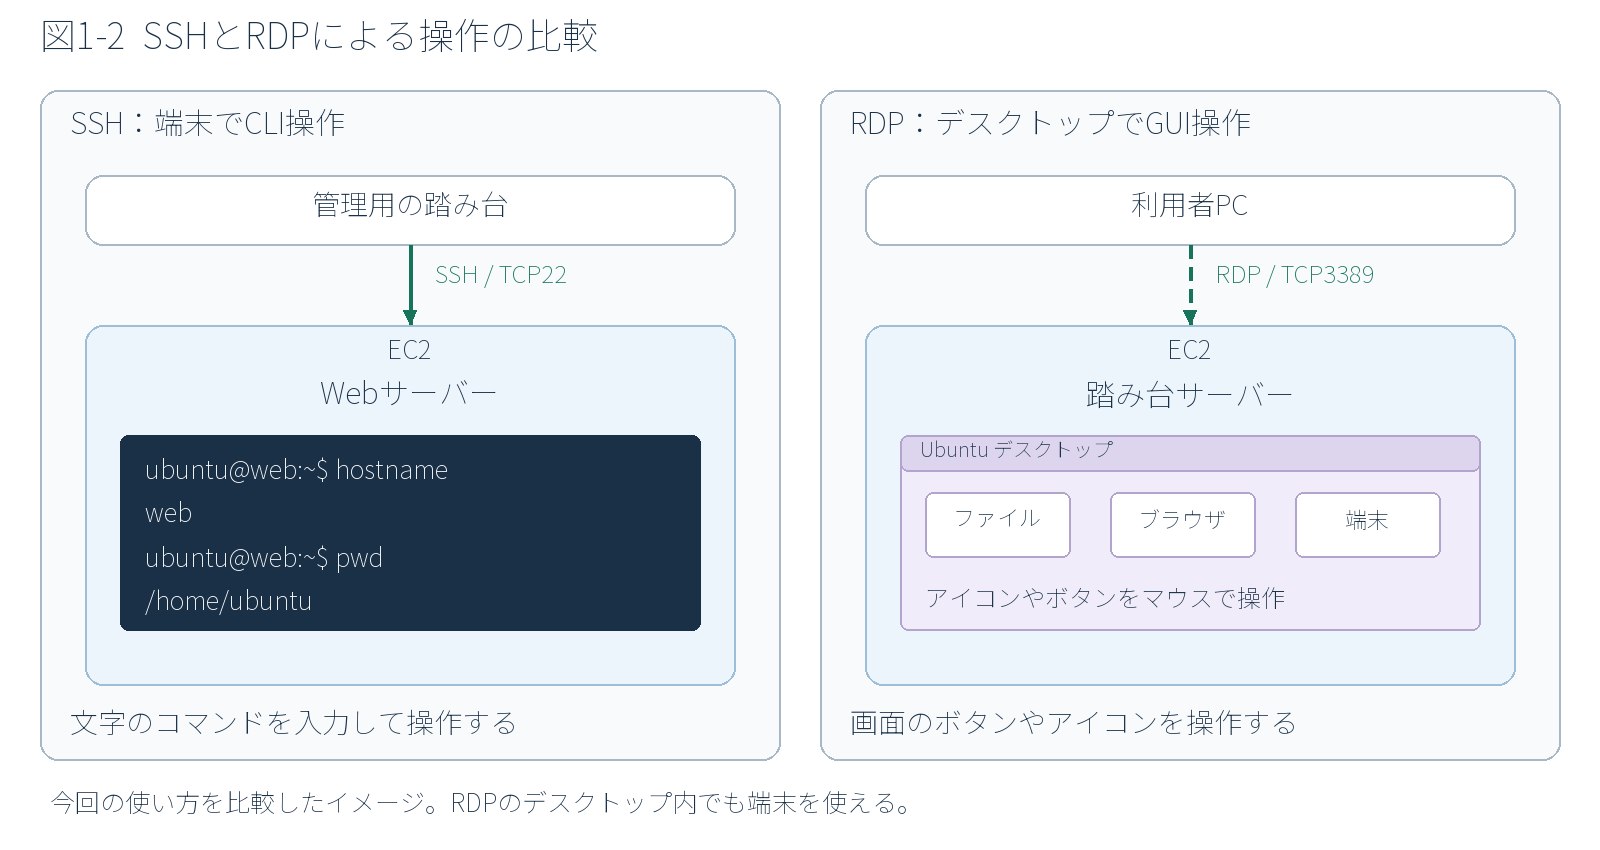 図1-2 SSHとRDPによる操作の比較
SSH：端末でCLI操作
管理用の踏み台
SSH / TCP22
EC2
Webサーバー
ubuntu@web:~$ hostname
web
ubuntu@web:~$ pwd
/home/ubuntu
文字のコマンドを入力して操作する
RDP：デスクトップでGUI操作
利用者PC
RDP / TCP3389
EC2
踏み台サーバー
Ubuntu デスクトップ
ファイル
ブラウザ
端末
アイコンやボタンをマウスで操作
画面のボタンやアイコンを操作する
今回の使い方を比較したイメージ。RDPのデスクトップ内でも端末を使える。